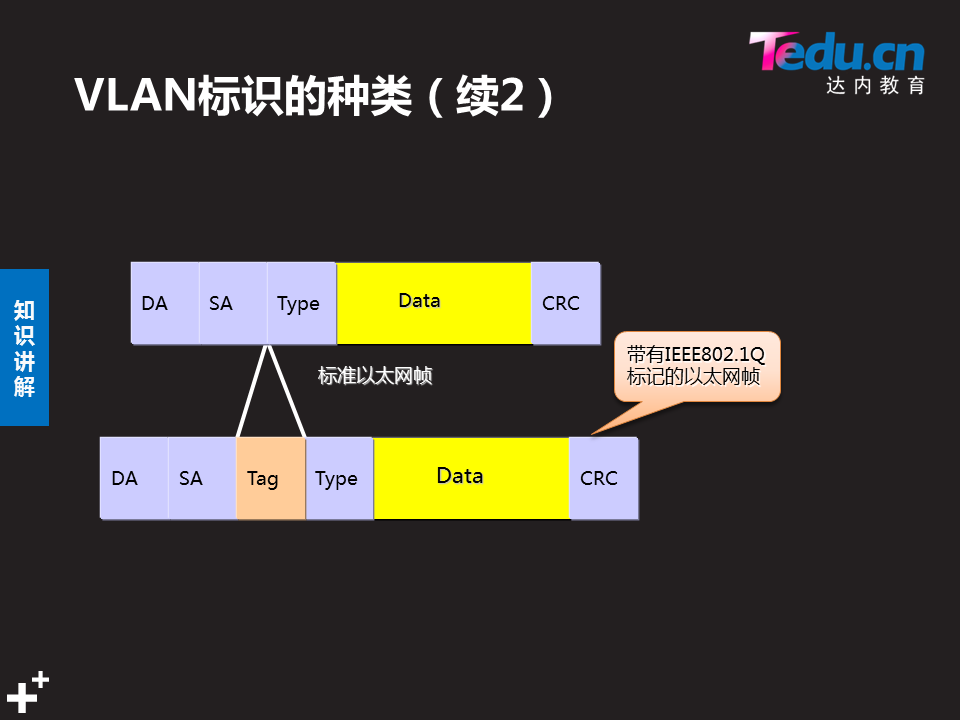 Tedu.cn
达内教育
VLAN标识的种类（续2）
知识讲解
DA SA Type Data CRC
标准以太网帧
带有IEEE802.1Q
标记的以太网帧
DA SA Tag Type Data CRC